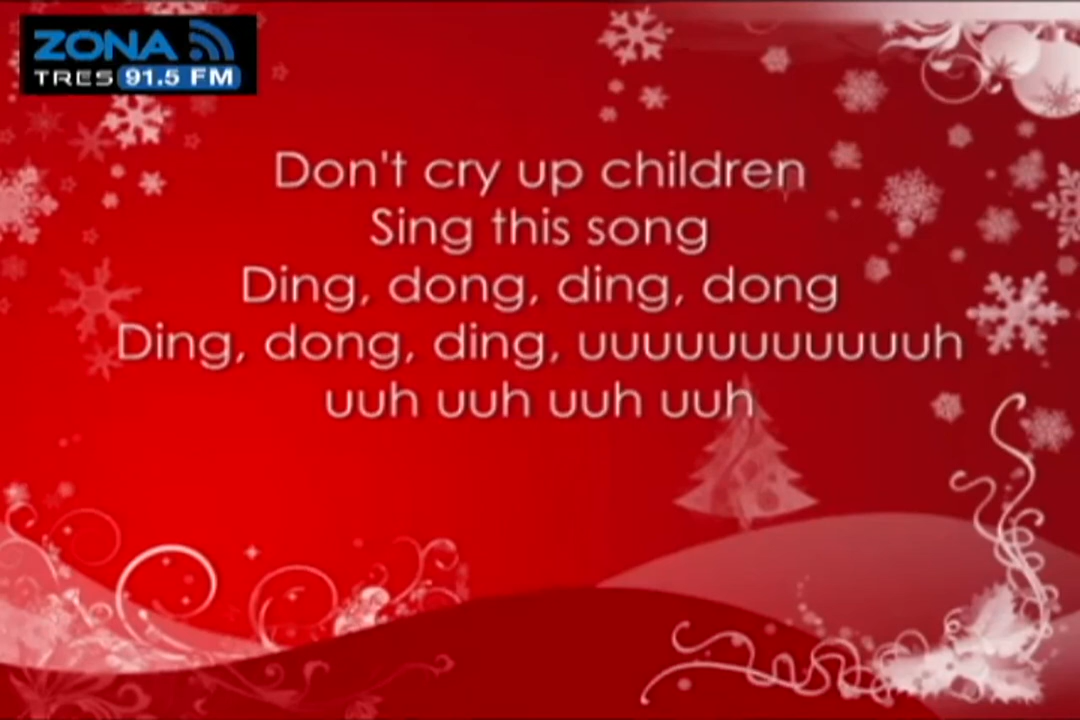 ZONA
TRES 91.5 FM
Don't cry up children
Sing this song
Ding, dong, ding, dong
Ding, dong, ding, uuuuuuuuuuuuh
uuh uuh uuh uuh